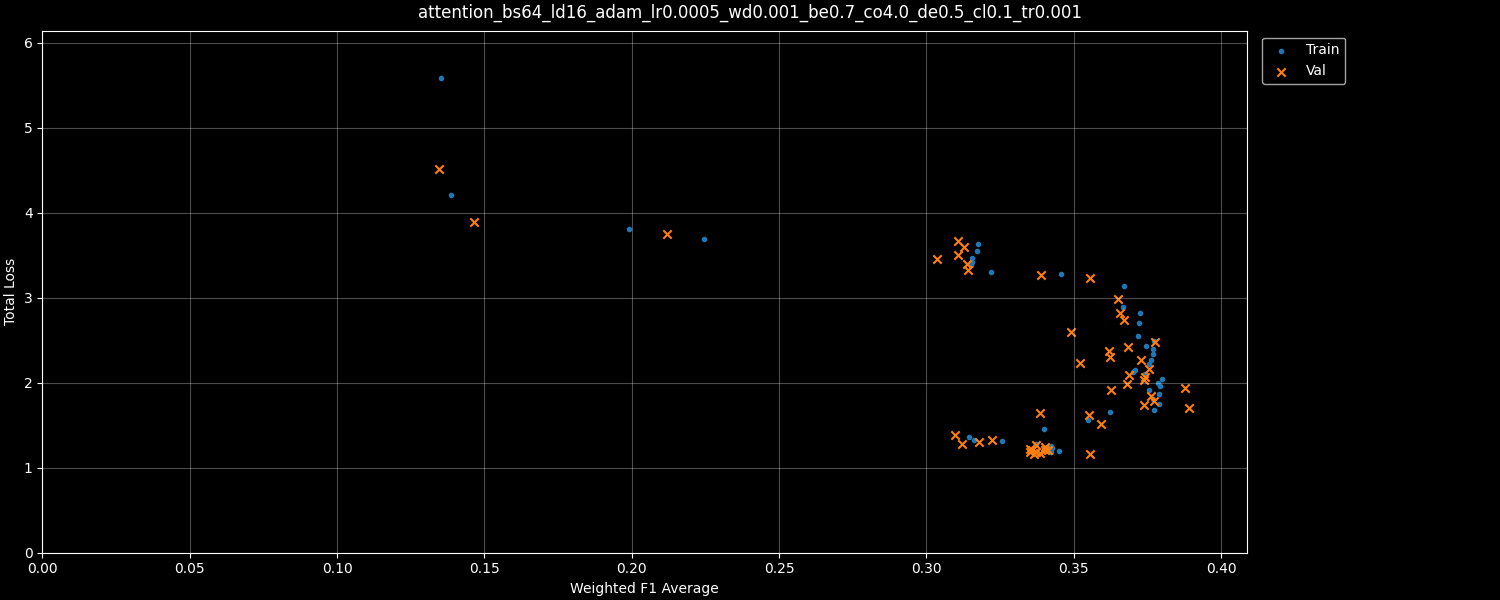 attention_bs64_ld16_adam_lr0.0005_wd0.001_be0.7_co4.0_de0.5_cl0.1_tr0.001
Train
Val
6
5
4
3
2
1
0
Total Loss
0.00 0.05 0.10 0.15 0.20 0.25 0.30 0.35 0.40
Weighted F1 Average